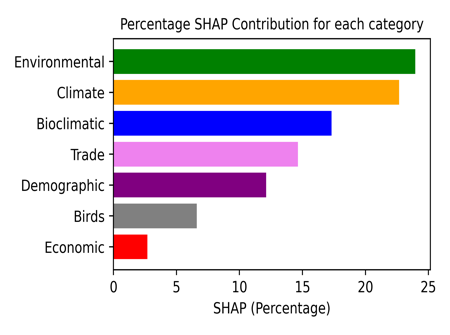 Percentage SHAP Contribution for each category
Environmental
Climate
Bioclimatic
Trade
Demographic
Birds
Economic
0 5 10 15 20 25
SHAP (Percentage)